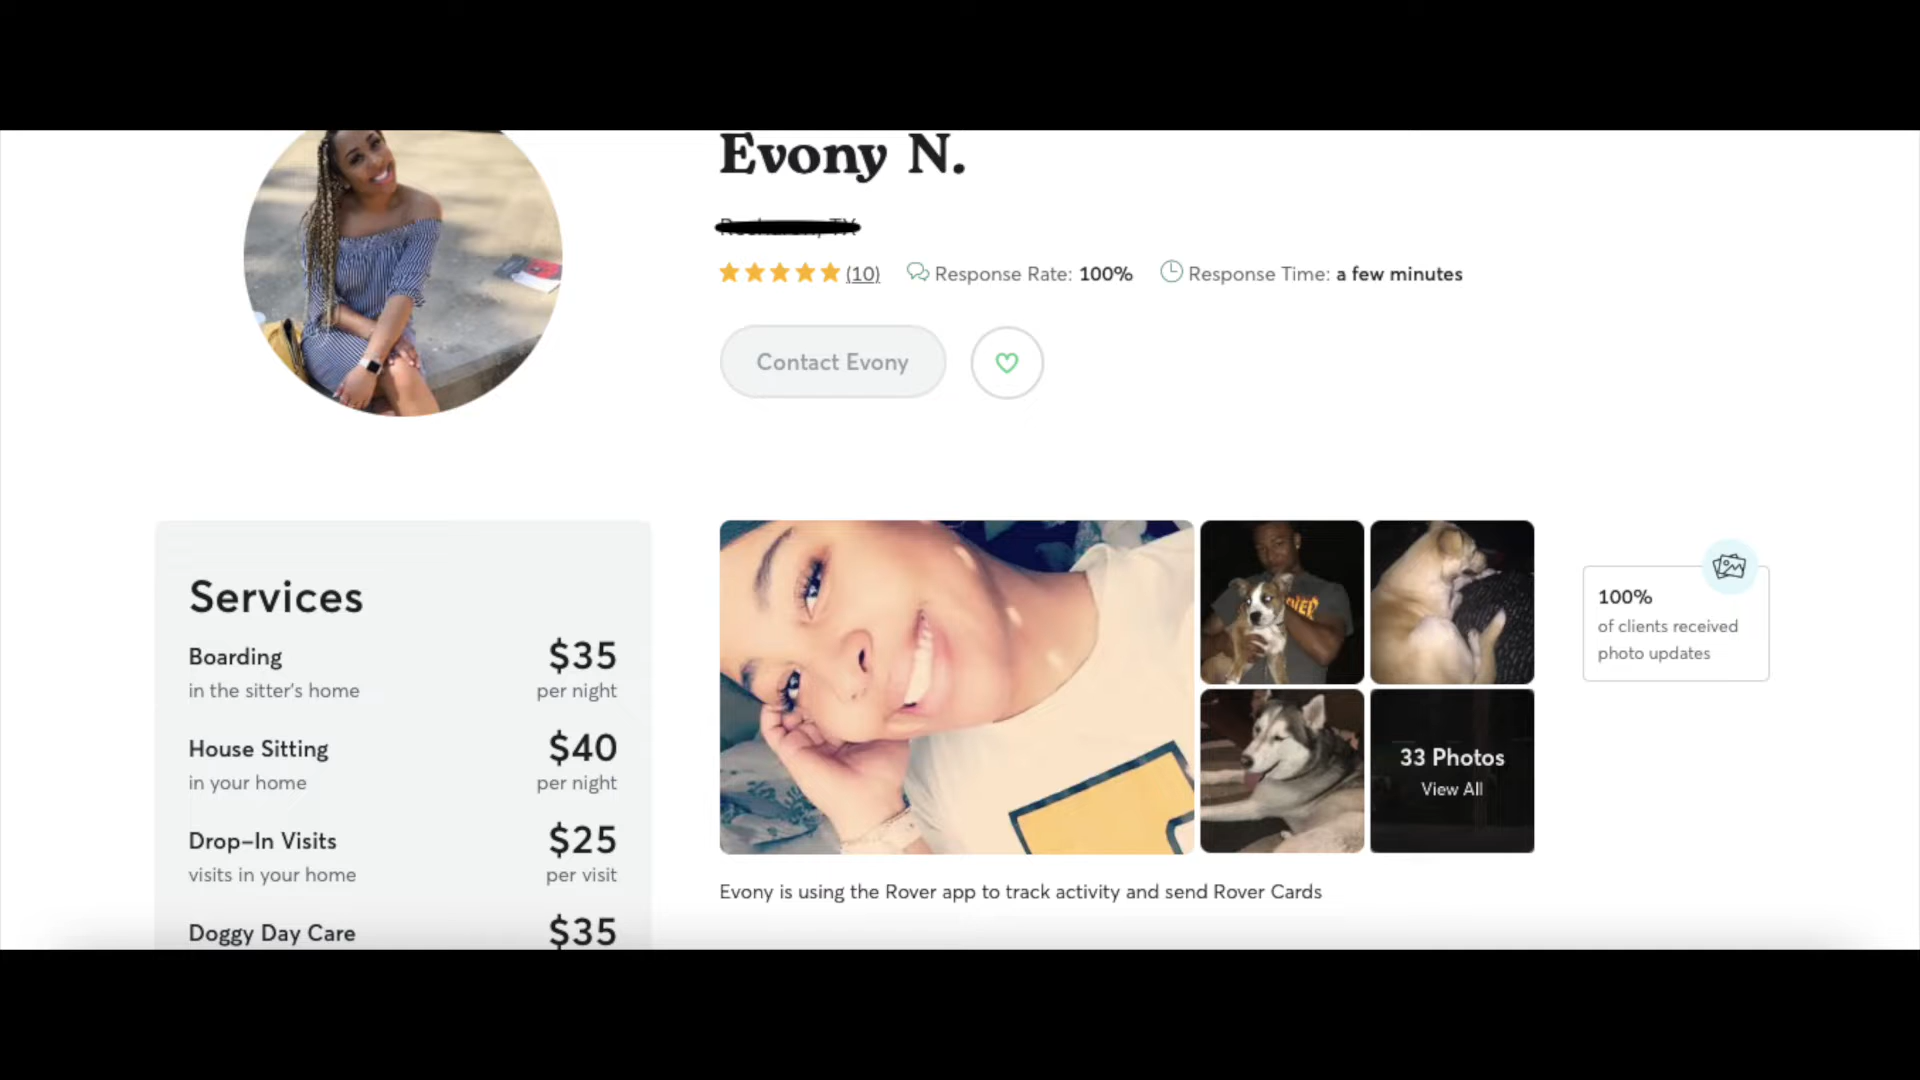 Evony N.
(10) Response Rate: 100% Response Time: a few minutes
Contact Evony
Services
Boarding $35
in the sitter's home per night
House Sitting $40
in your home per night
Drop-In Visits $25
visits in your home per visit
Doggy Day Care $35
33 Photos
View All
100%
of clients received
photo updates
Evony is using the Rover app to track activity and send Rover Cards